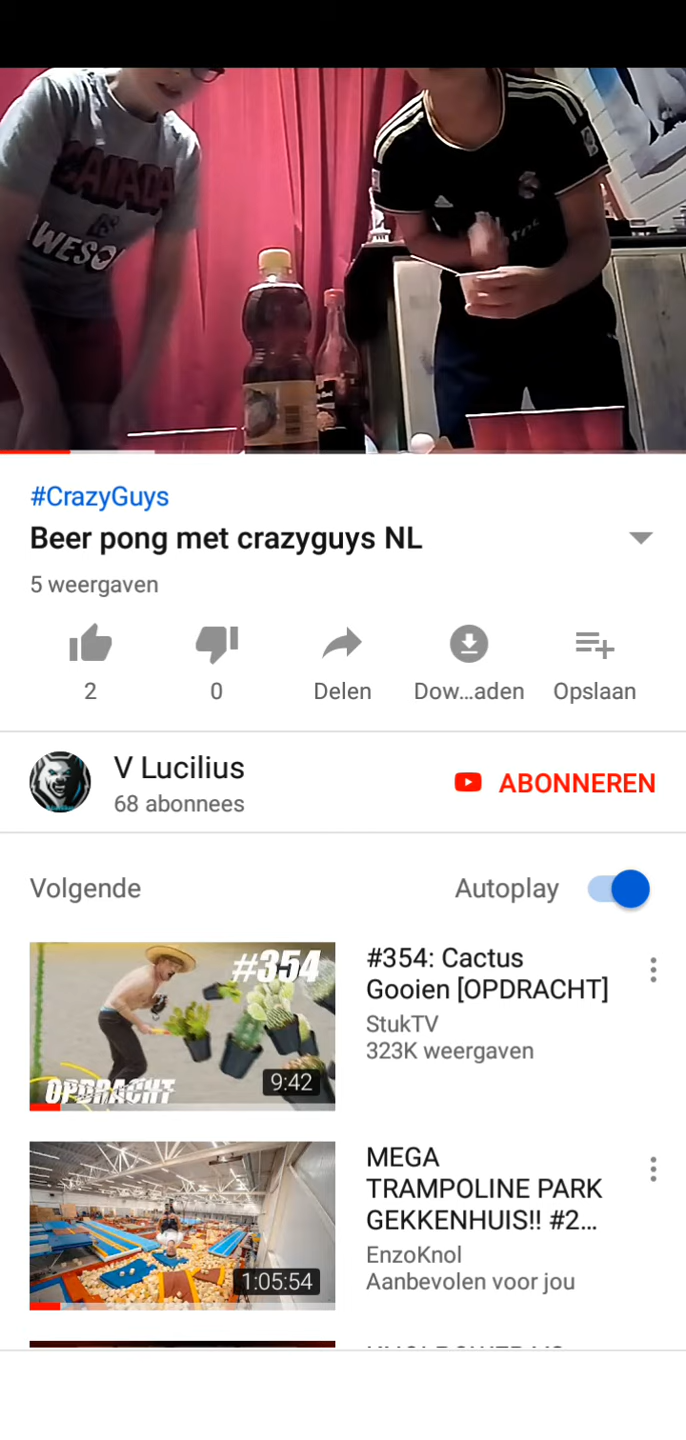 CANADA
IS
AWESO
#CrazyGuys
Beer pong met crazyguys NL
5 weergaven
2
0
Delen
Dow...aden
Opslaan
V Lucilius
68 abonnees
ABONNEREN
Volgende
Autoplay
#354
OPDRACHT
9:42
#354: Cactus
Gooien [OPDRACHT]
StukTV
323K weergaven
1:05:54
MEGA
TRAMPOLINE PARK
GEKKENHUIS!! #2...
EnzoKnol
Aanbevolen voor jou